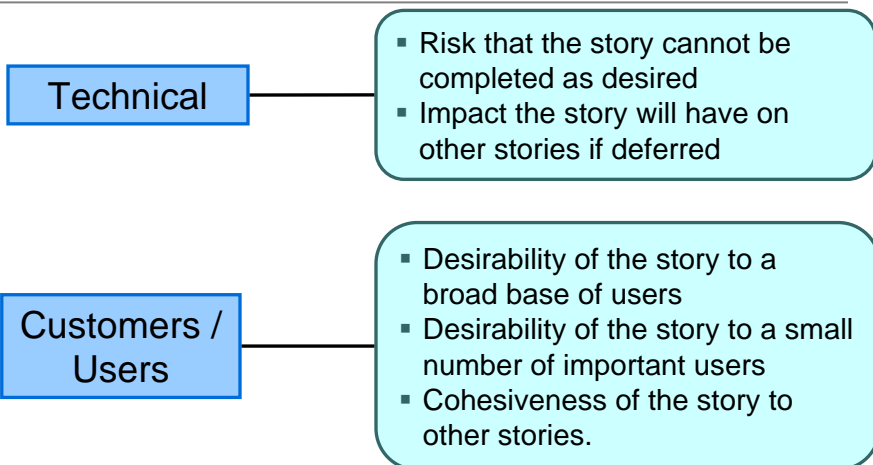 Technical
▪ Risk that the story cannot be
completed as desired
▪ Impact the story will have on
other stories if deferred
Customers /
Users
▪ Desirability of the story to a
broad base of users
▪ Desirability of the story to a small
number of important users
▪ Cohesiveness of the story to
other stories.